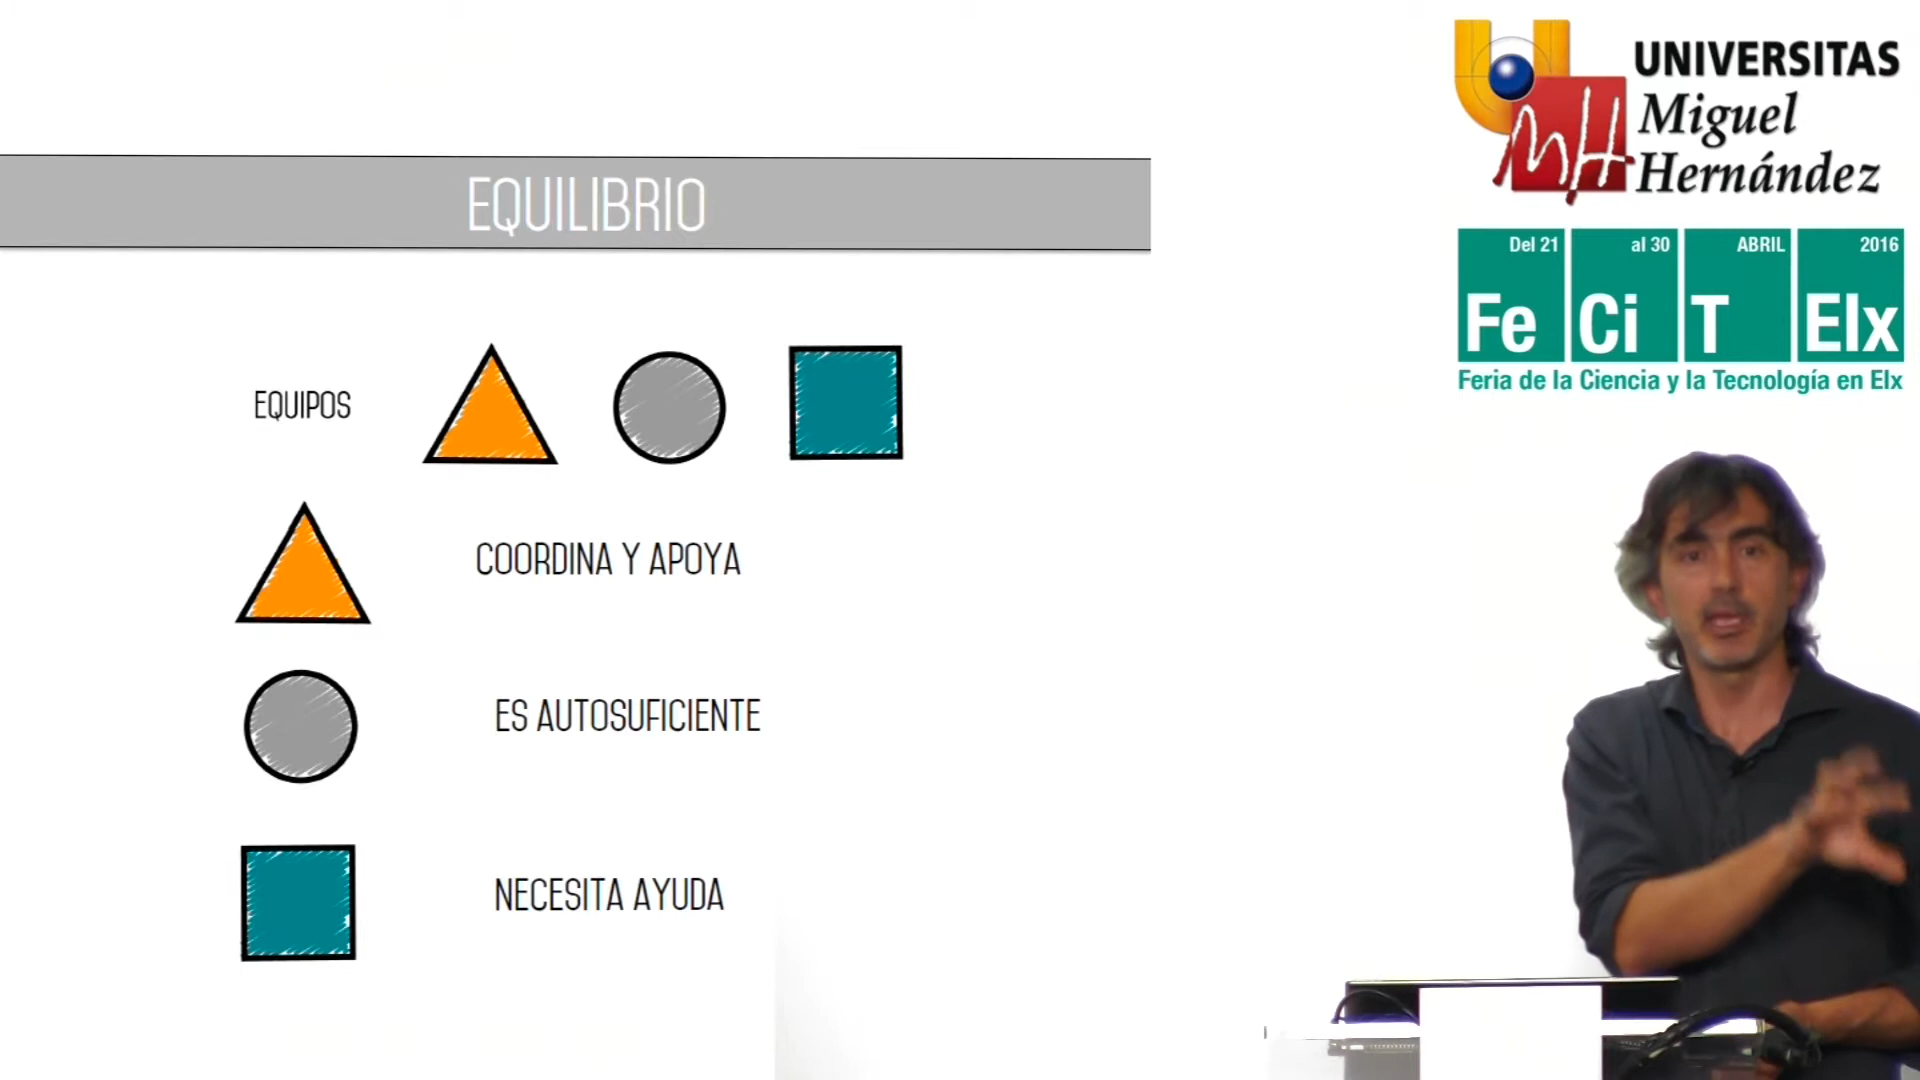 EQUILIBRIO
EQUIPOS
COORDINA Y APOYA
ES AUTOSUFICIENTE
NECESITA AYUDA
UNIVERSITAS
Miguel
Hernández
MH
Del 21 al 30 ABRIL 2016
Fe Ci T Elx
Feria de la Ciencia y la Tecnología en Elx